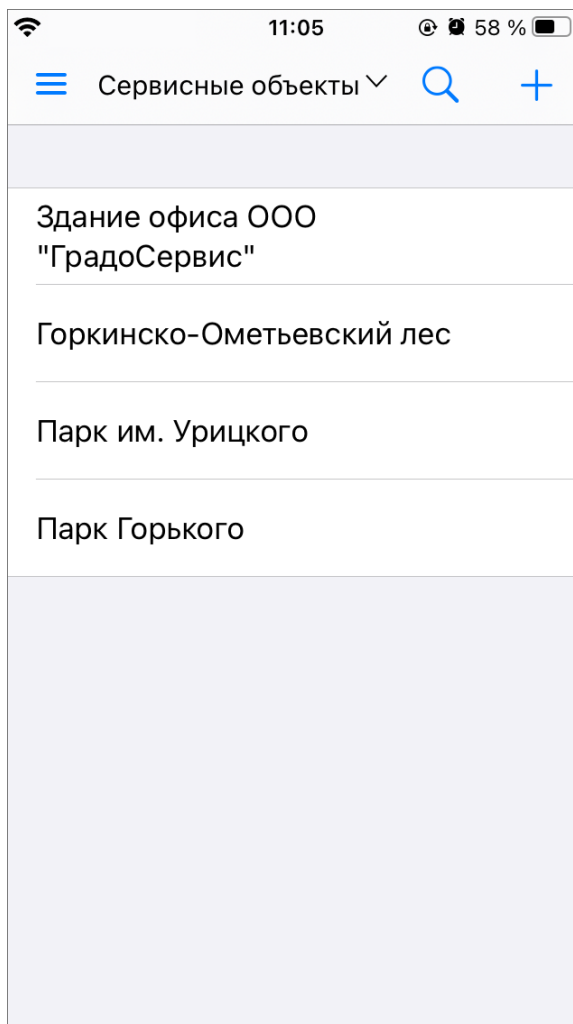 11:05 58 %
Сервисные объекты
Здание офиса ООО
"ГрадоСервис"
Горкинско-Ометьевский лес
Парк им. Урицкого
Парк Горького